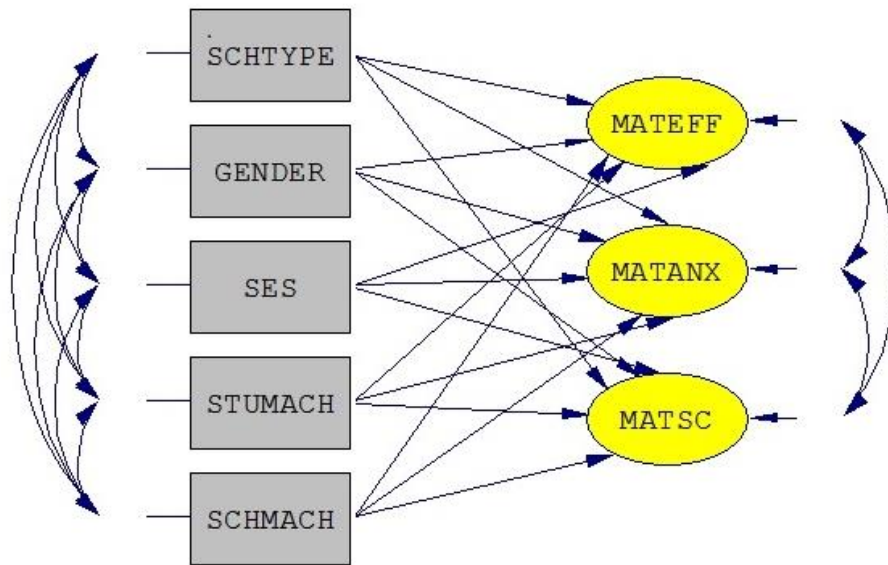 SCHTYPE
GENDER
SES
STUMACH
SCHMACH
MATEFF
MATANX
MATSC